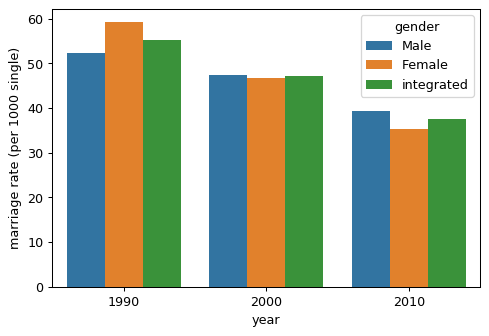 60
50
40
30
20
10
0
marriage rate (per 1000 single)
gender
Male
Female
integrated
1990 2000 2010
year